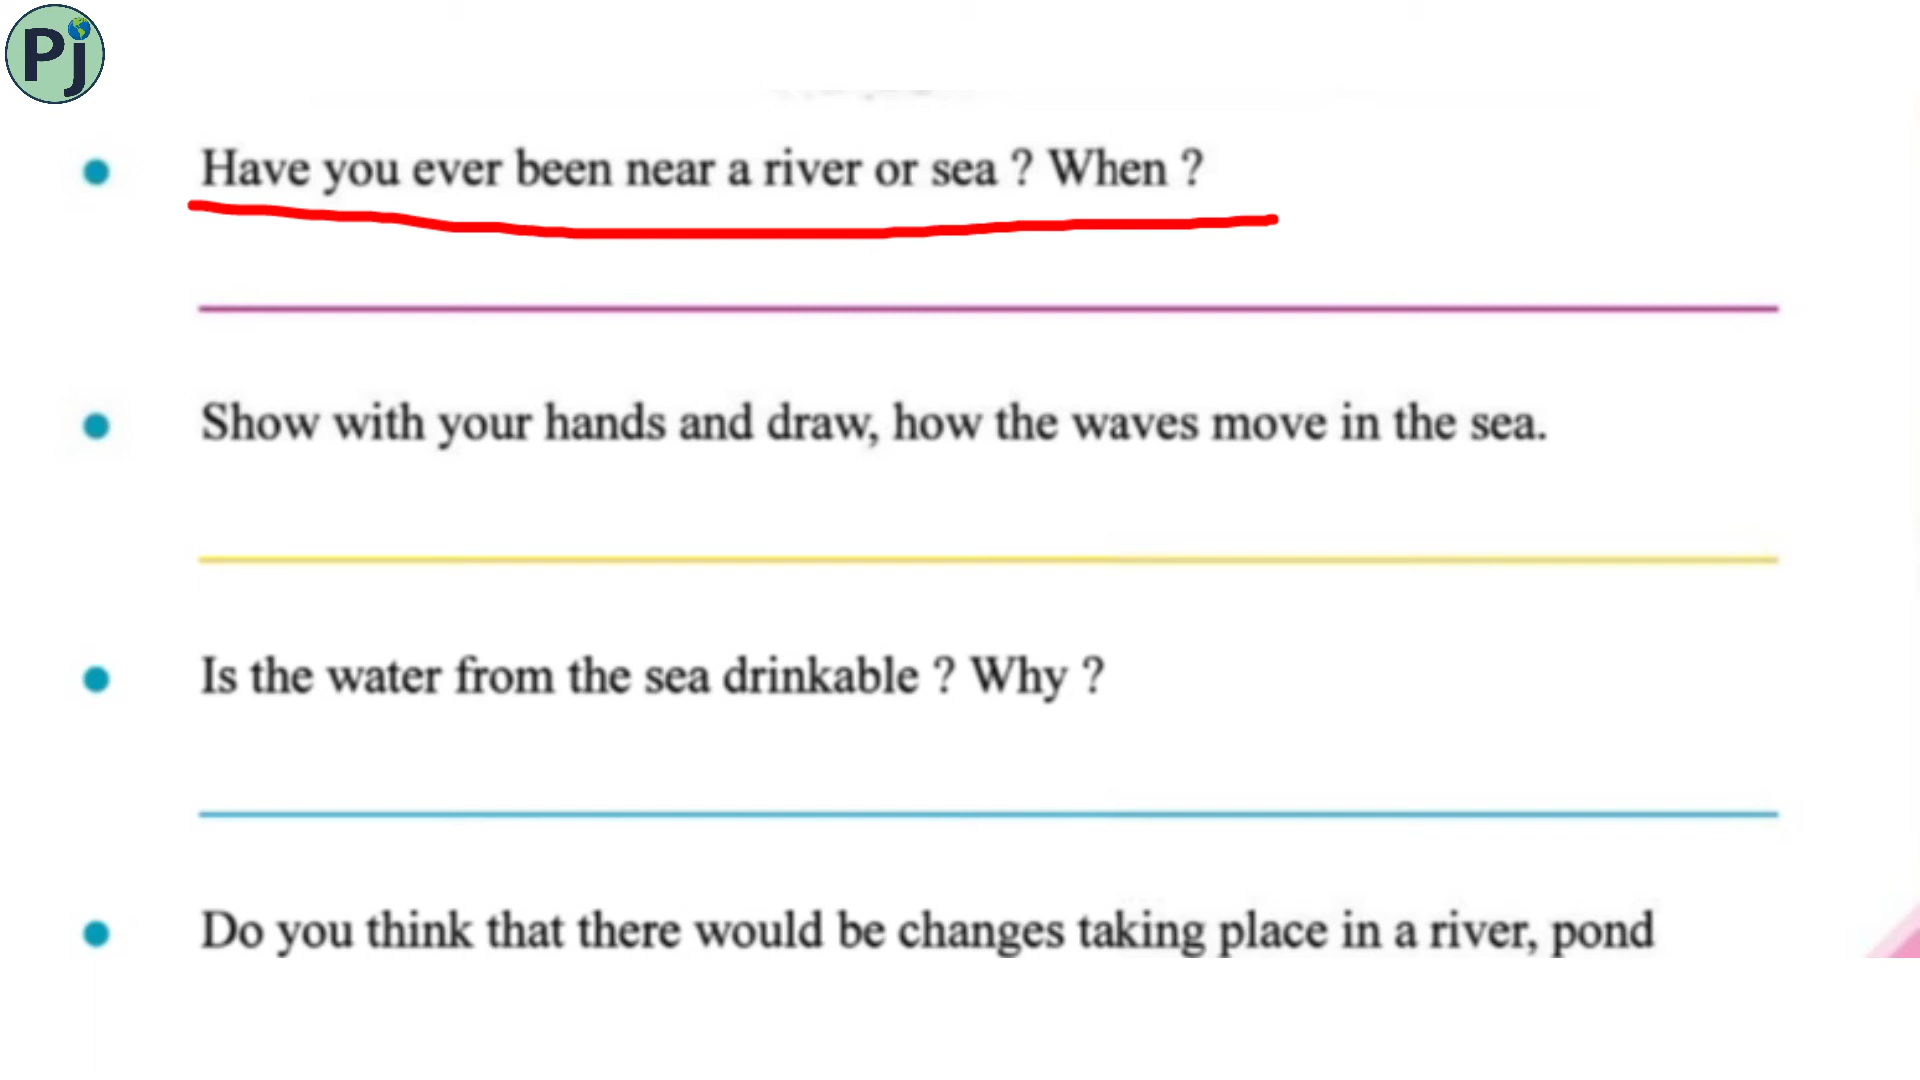 Pj
Have you ever been near a river or sea ? When ?
Show with your hands and draw, how the waves move in the sea.
Is the water from the sea drinkable ? Why ?
Do you think that there would be changes taking place in a river, pond